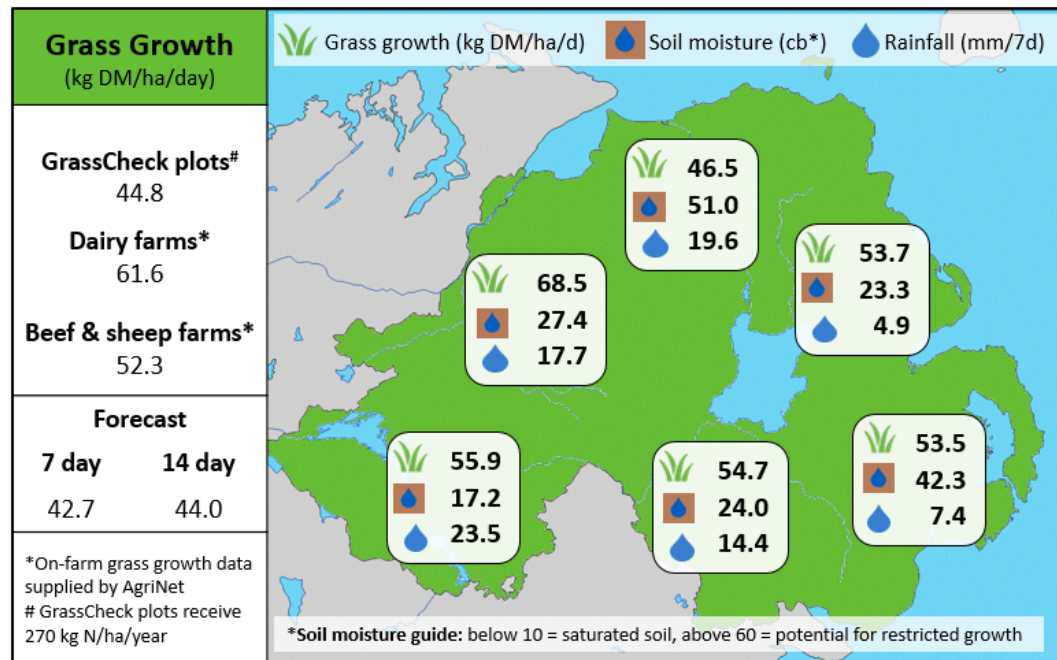 Grass Growth
(kg DM/ha/day)
GrassCheck plots#
44.8
Dairy farms*
61.6
Beef & sheep farms*
52.3
Forecast
7 day 14 day
42.7 44.0
*On-farm grass growth data
supplied by AgriNet
# GrassCheck plots receive
270 kg N/ha/year
Grass growth (kg DM/ha/d) Soil moisture (cb*) Rainfall (mm/7d)
46.5
51.0
19.6
53.7
23.3
4.9
68.5
27.4
17.7
55.9
17.2
23.5
54.7
24.0
14.4
53.5
42.3
7.4
*Soil moisture guide: below 10 = saturated soil, above 60 = potential for restricted growth